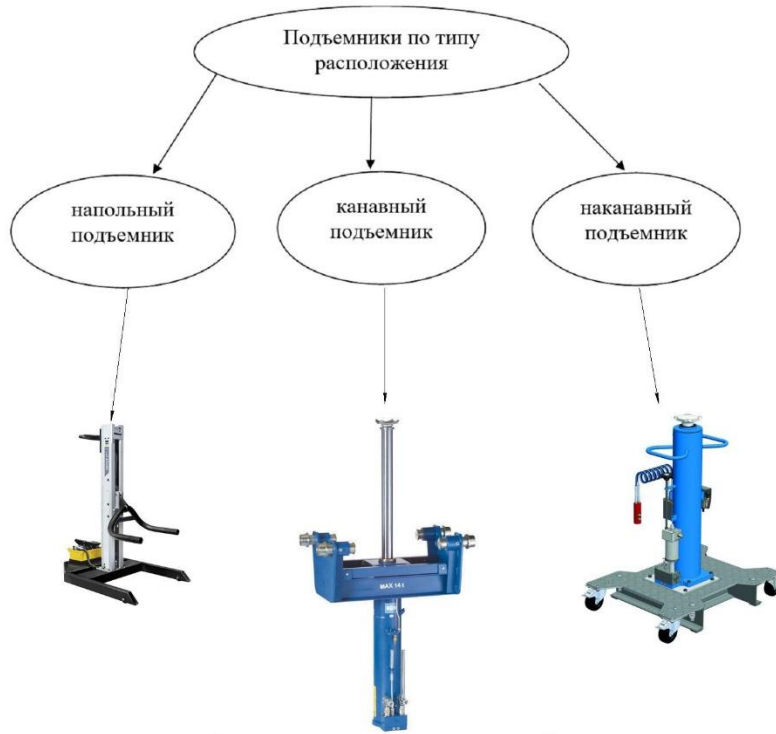 Подъемники по типу
расположения
напольный
подъемник
канавный
подъемник
наканавный
подъемник
MAX 14 t